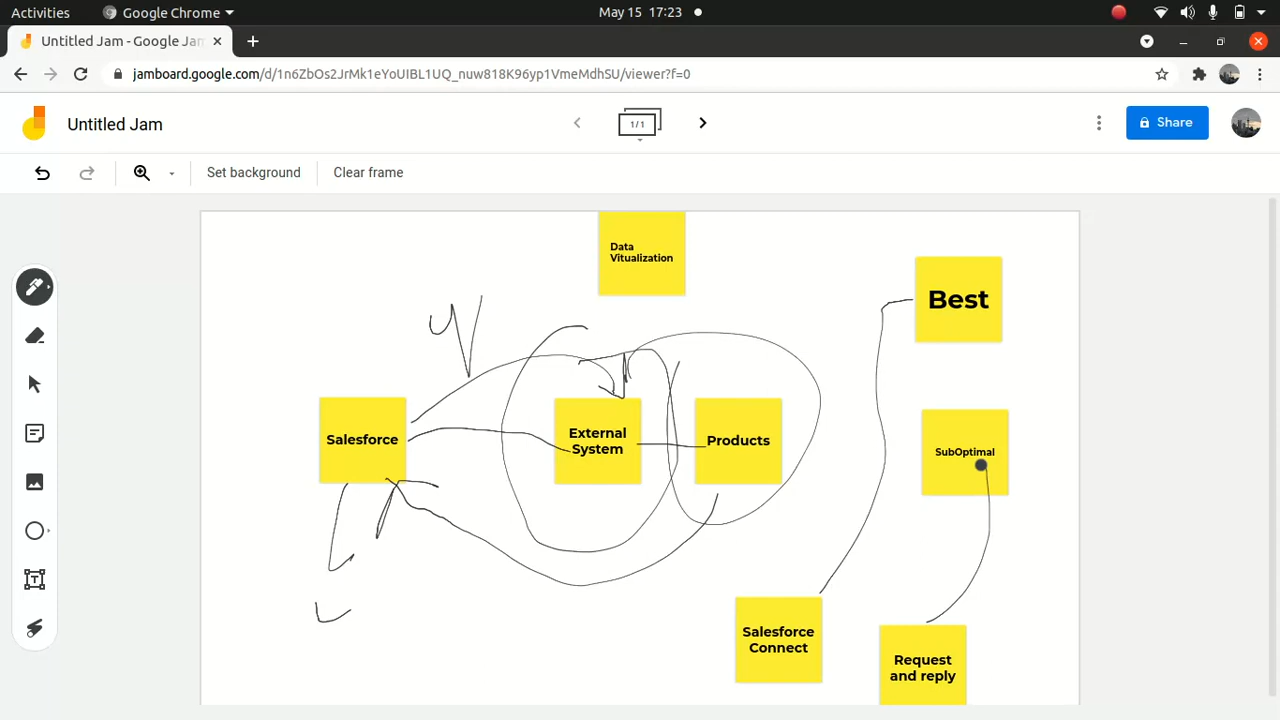 Activities
Google Chrome
May 15 17:23
Untitled Jam - Google Jam
jamboard.google.com/d/1n6ZbOs2JrMk1eYoUIBL1UQ_nuw818K96yp1VmeMdhSU/viewer?f=0
Untitled Jam
1/1
Share
Set background
Clear frame
Data
Vitualization
Best
Salesforce
External
System
Products
SubOptimal
Salesforce
Connect
Request
and reply